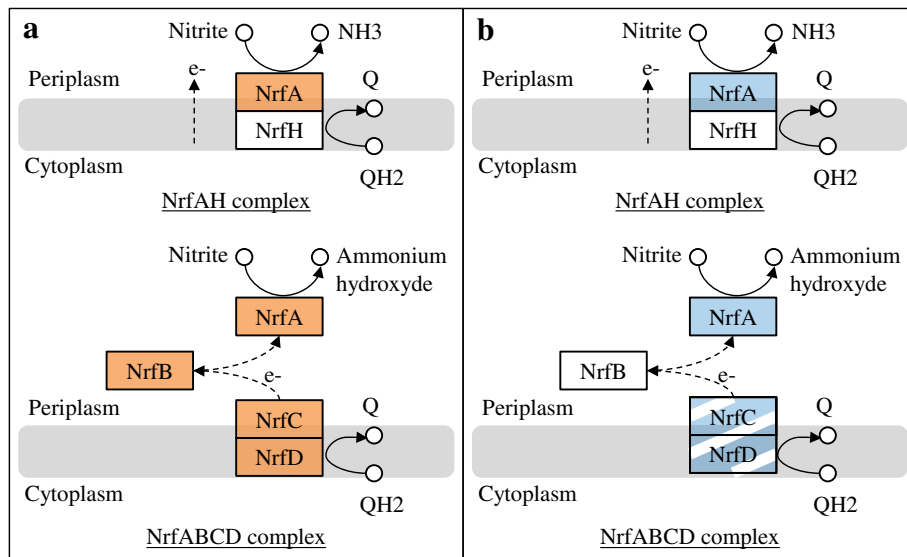 a
Nitrite
NH3
Periplasm
e-
Q
NrfA
NrfH
Cytoplasm
QH2
NrfAH complex
Nitrite
Ammonium
hydroxyde
NrfA
NrfB
e-
Periplasm
NrfC
Q
NrfD
Cytoplasm
QH2
NrfABCD complex
b
Nitrite
NH3
Periplasm
e-
Q
NrfA
NrfH
Cytoplasm
QH2
NrfAH complex
Nitrite
Ammonium
hydroxyde
NrfA
NrfB
e-
Periplasm
NrfC
Q
NrfD
Cytoplasm
QH2
NrfABCD complex